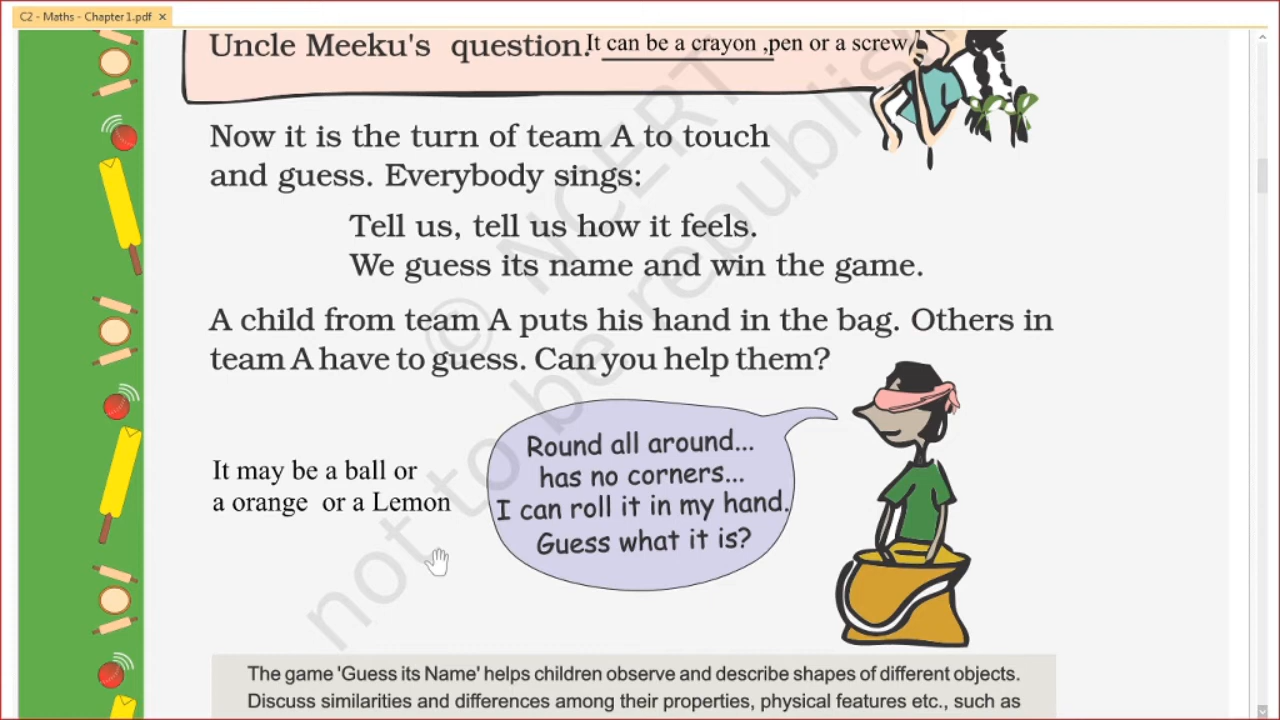 C2 - Maths - Chapter 1.pdf ×
Uncle Meeku's question. It can be a crayon ,pen or a screw
Now it is the turn of team A to touch
and guess. Everybody sings:
Tell us, tell us how it feels.
We guess its name and win the game.
A child from team A puts his hand in the bag. Others in
team A have to guess. Can you help them?
Round all around...
has no corners...
I can roll it in my hand.
Guess what it is?
It may be a ball or
a orange or a Lemon
The game 'Guess its Name' helps children observe and describe shapes of different objects.
Discuss similarities and differences among their properties, physical features etc., such as
© NCERT
not to be republish